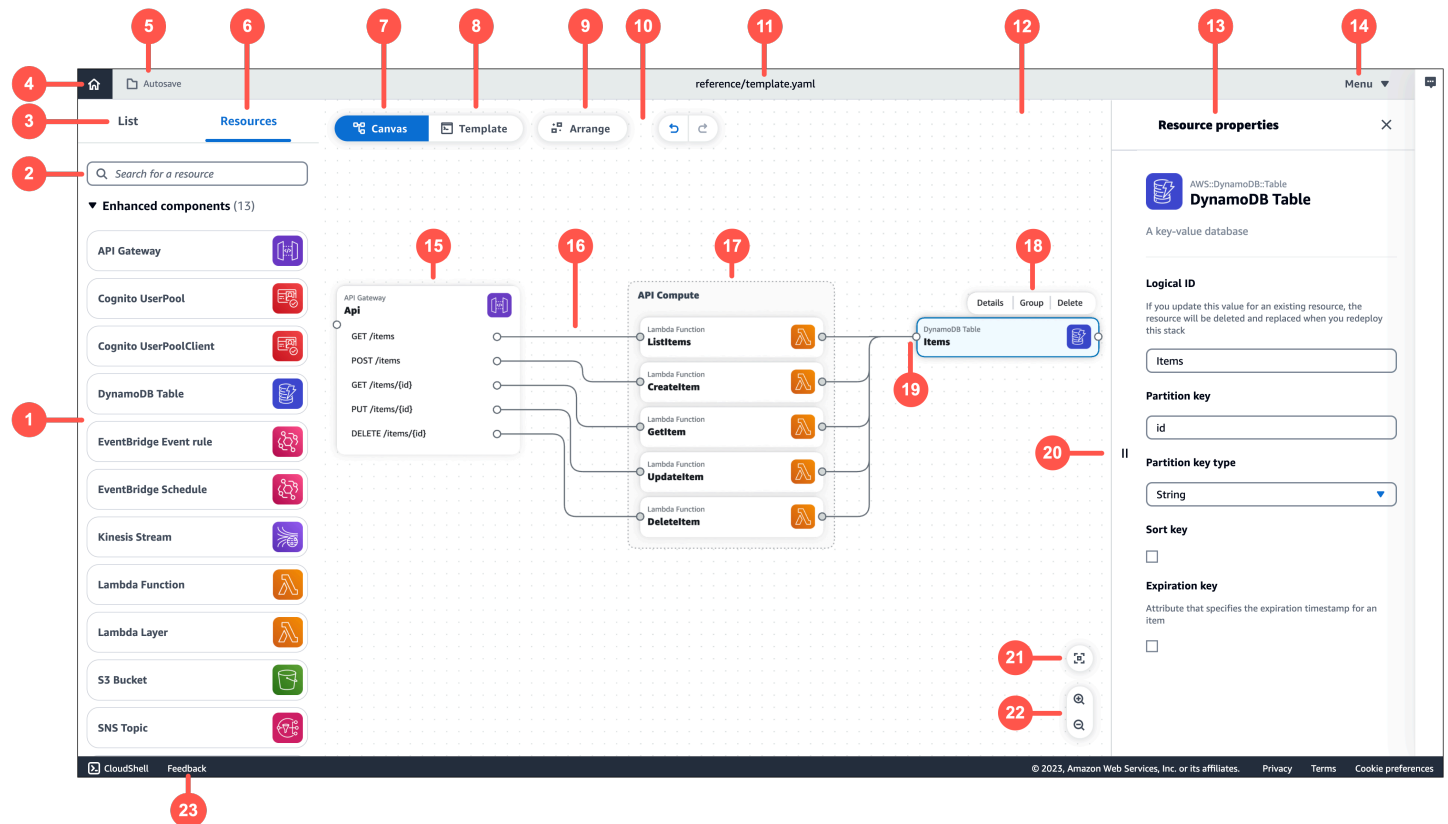 5
6
7
8
9
10
11
12
13
14
4
Autosave
reference/template.yaml
Menu
3
List
Resources
Canvas
Template
Arrange
Resource properties
2
Search for a resource
Enhanced components (13)
API Gateway
Cognito UserPool
Cognito UserPoolClient
DynamoDB Table
1
EventBridge Event rule
EventBridge Schedule
Kinesis Stream
Lambda Function
Lambda Layer
S3 Bucket
SNS Topic
15
16
17
18
API Gateway
Api
GET /items
POST /items
GET /items/{id}
PUT /items/{id}
DELETE /items/{id}
API Compute
Lambda Function
ListItems
Lambda Function
CreateItem
Lambda Function
GetItem
Lambda Function
UpdateItem
Lambda Function
DeleteItem
Details
Group
Delete
DynamoDB Table
Items
19
20
21
22
AWS::DynamoDB::Table
DynamoDB Table
A key-value database
Logical ID
If you update this value for an existing resource, the
resource will be deleted and replaced when you redeploy
this stack
Items
Partition key
id
Partition key type
String
Sort key
Expiration key
Attribute that specifies the expiration timestamp for an
item
CloudShell
Feedback
© 2023, Amazon Web Services, Inc. or its affiliates.
Privacy
Terms
Cookie preferences
23